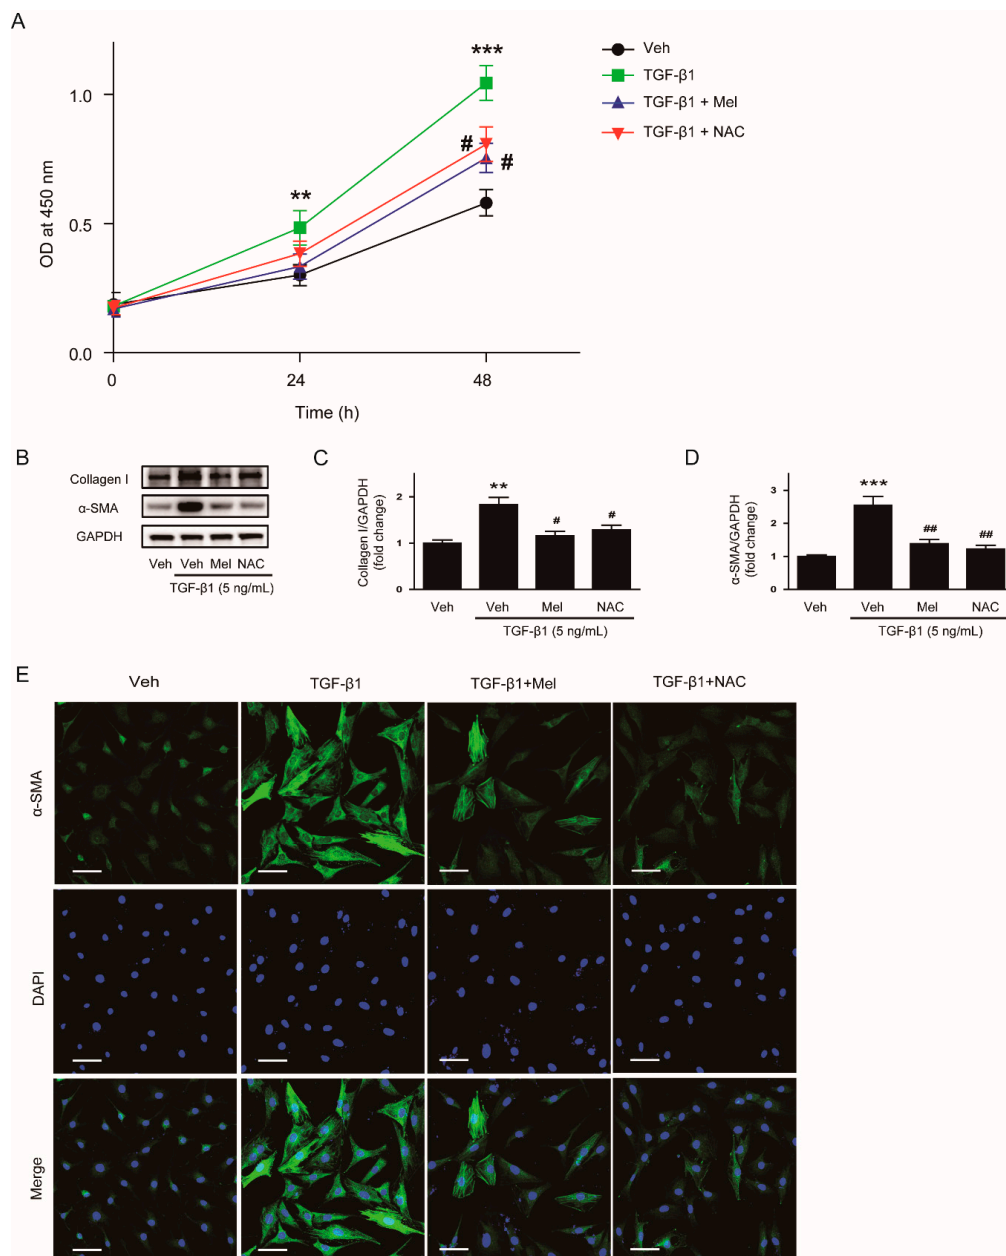 A
***
Veh
TGF-β1
TGF-β1 + Mel
TGF-β1 + NAC
1.0
#
#
**
0.5
0.0
OD at 450 nm
0
24
48
Time (h)
B
Collagen I
α-SMA
GAPDH
Veh Veh Mel NAC
TGF-β1 (5 ng/mL)
C
Collagen I/GAPDH
(fold change)
2
1
0
**
#
#
Veh Veh Mel NAC
TGF-β1 (5 ng/mL)
D
α-SMA/GAPDH
(fold change)
3
2
1
0
***
##
##
Veh Veh Mel NAC
TGF-β1 (5 ng/mL)
E
Veh TGF-β1 TGF-β1+Mel TGF-β1+NAC
α-SMA
DAPI
Merge